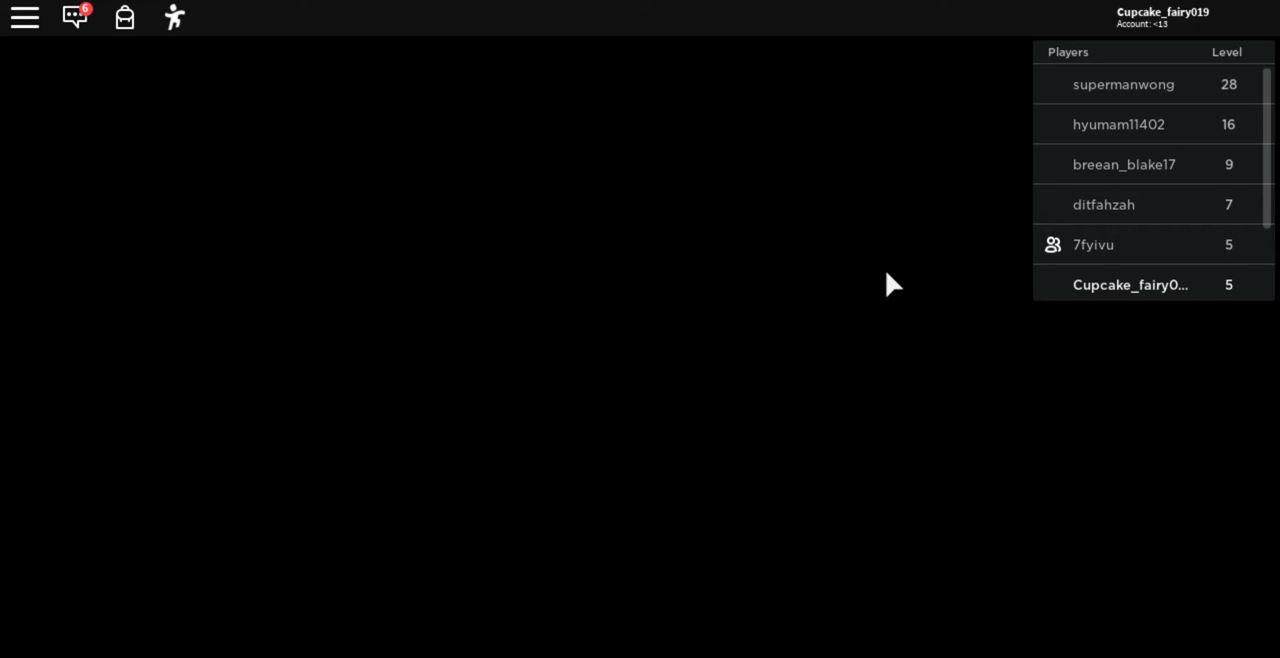 6
Cupcake_fairy019
Account: <13
Players Level
supermanwong 28
hyumam11402 16
breean_blake17 9
ditfahzah 7
7fyivu 5
Cupcake_fairy0... 5